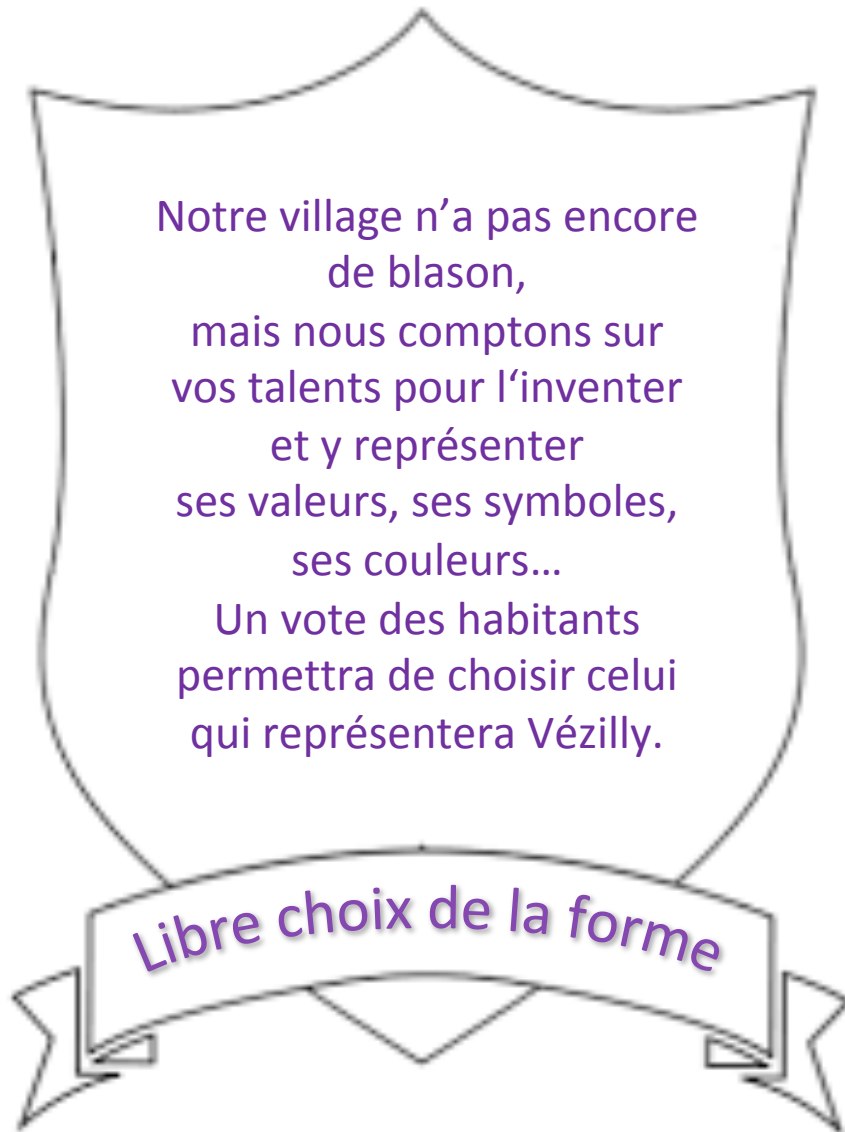 Notre village n’a pas encore
de blason,
mais nous comptons sur
vos talents pour l‘inventer
et y représenter
ses valeurs, ses symboles,
ses couleurs…
Un vote des habitants
permettra de choisir celui
qui représentera Vézilly.
Libre choix de la forme